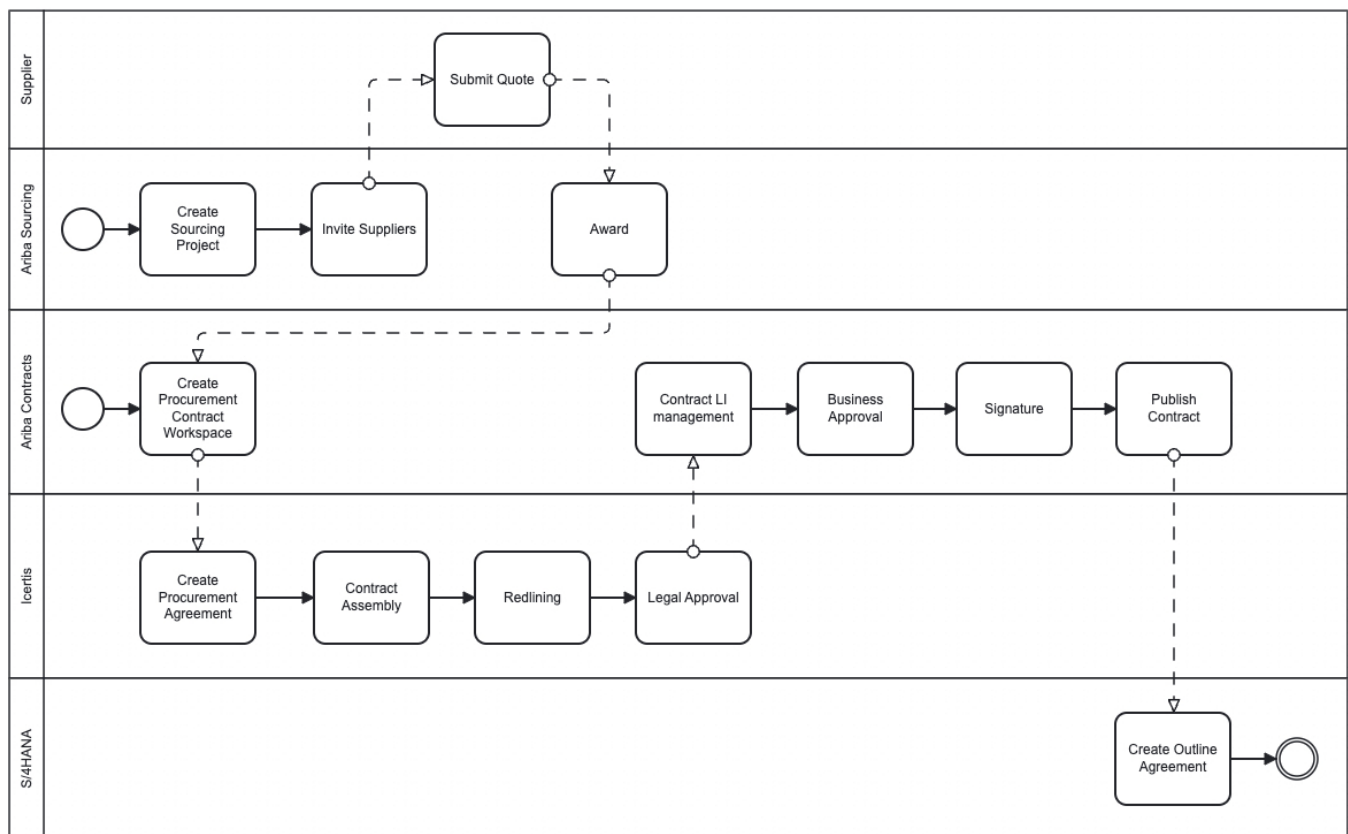 Supplier
Submit Quote
Ariba Sourcing
Create
Sourcing
Project
Invite Suppliers
Award
Ariba Contracts
Create
Procurement
Contract
Workspace
Contract LI
management
Business
Approval
Signature
Publish
Contract
Icertis
Create
Procurement
Agreement
Contract
Assembly
Redlining
Legal Approval
S/4HANA
Create Outline
Agreement